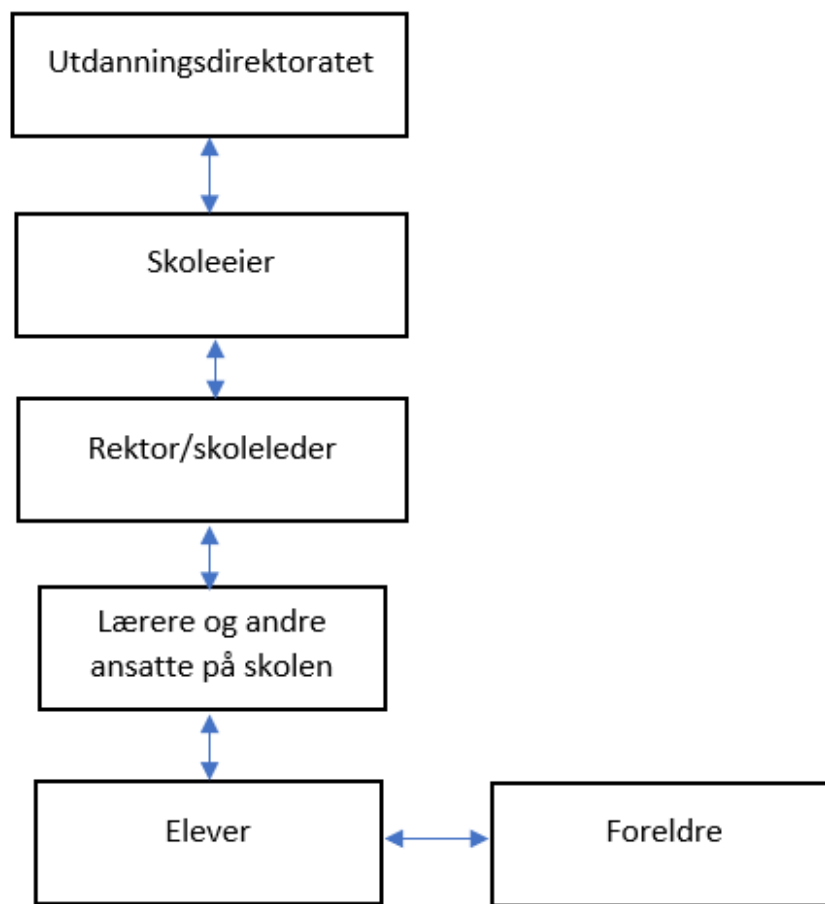 Utdanningsdirektoratet
Skoleeier
Rektor/skoleleder
Lærere og andre
ansatte på skolen
Elever
Foreldre